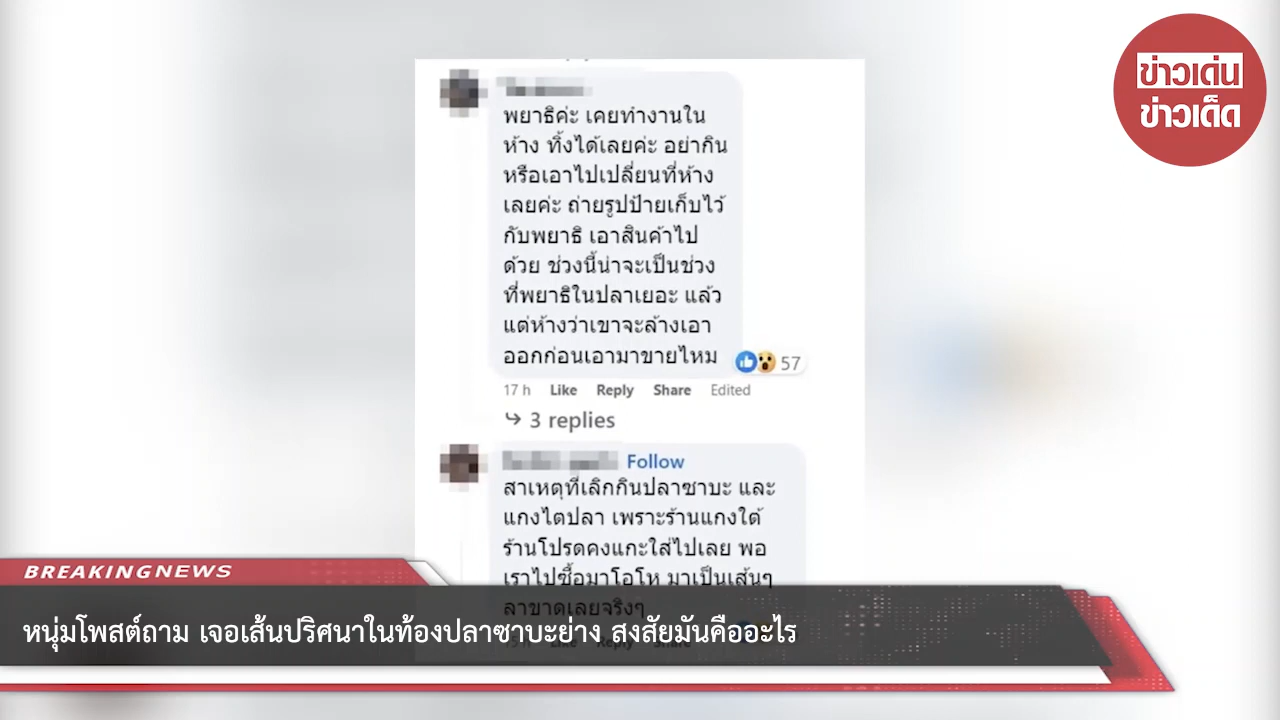 ข่าวเด่น
ข่าวเด็ด
พยาธิค่ะ เคยทำงานใน
ห้าง ทิ้งได้เลยค่ะ อย่ากิน
หรือเอาไปเปลี่ยนที่ห้าง
เลยค่ะ ถ่ายรูปป้ายเก็บไว้
กับพยาธิ เอาสินค้าไป
ด้วย ช่วงนี้น่าจะเป็นช่วง
ที่พยาธิในปลาเยอะ แล้ว
แต่ห้างว่าเขาจะล้างเอา
ออกก่อนเอามาขายไหม
57
17 h Like Reply Share Edited
3 replies
Follow
สาเหตุที่เลิกกินปลาซาบะ และ
แกงไตปลา เพราะร้านแกงใต้
ร้านโปรดคงแกะใส่ไปเลย พอ
เราไปซื้อมาโอโห มาเป็นเส้นๆ
ลาขาดเลยจริงๆ
Like Reply Share
BREAKINGNEWS
หนุ่มโพสต์ถาม เจอเส้นปริศนาในท้องปลาซาบะย่าง สงสัยมันคืออะไร